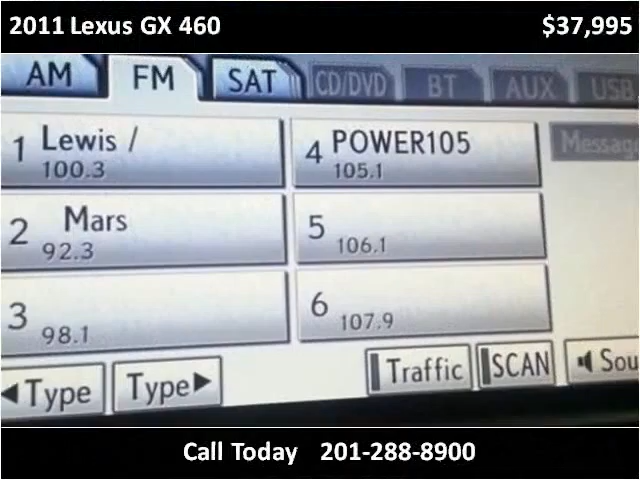 2011 Lexus GX 460 $37,995
AM FM SAT CD/DVD BT AUX USB
1 Lewis / 100.3
4 POWER105 105.1
Messag
2 Mars 92.3
5 106.1
3 98.1
6 107.9
Type Type Traffic SCAN Sou
Call Today 201-288-8900